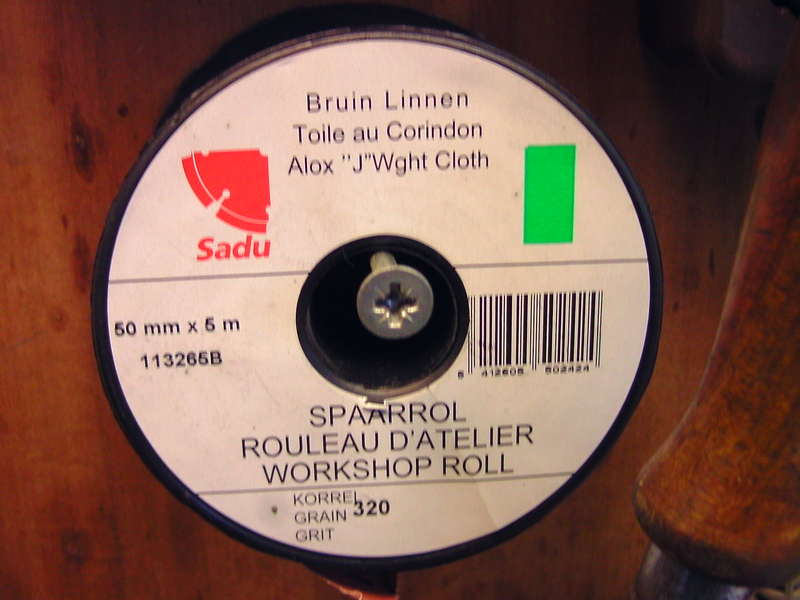 Bruin Linnen
Toile au Corindon
Alox "J"Wght Cloth
Sadu
50 mm x 5 m
113265B
5 412605 502424
SPAARROL
ROULEAU D'ATELIER
WORKSHOP ROLL
KORREL
GRAIN 320
GRIT